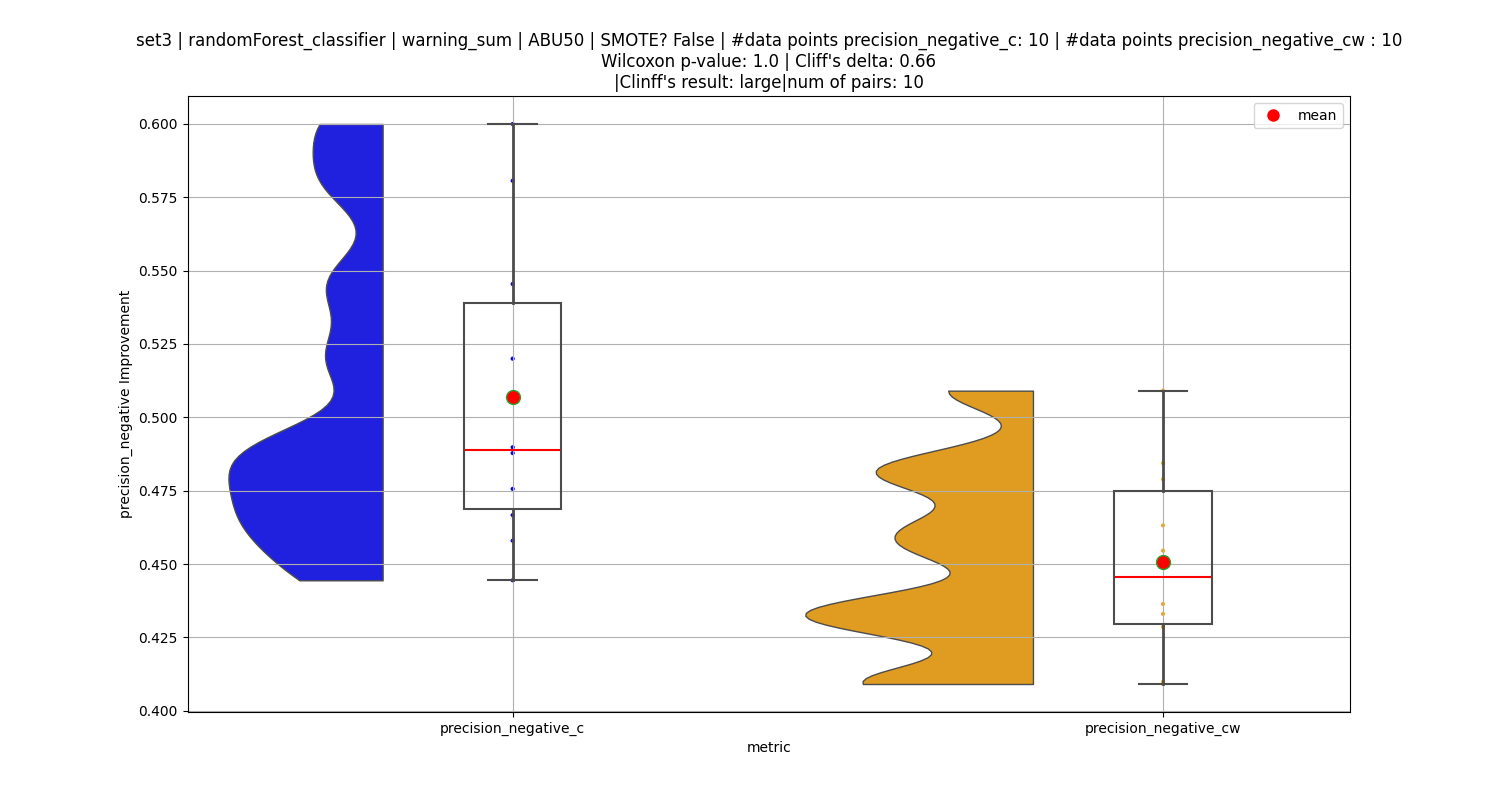 set3 | randomForest_classifier | warning_sum | ABU50 | SMOTE? False | #data points precision_negative_c: 10 | #data points precision_negative_cw : 10
Wilcoxon p-value: 1.0 | Cliff's delta: 0.66
|Clinff's result: large|num of pairs: 10
mean
0.600
0.575
0.550
0.525
0.500
0.475
0.450
0.425
0.400
precision_negative Improvement
precision_negative_c
precision_negative_cw
metric